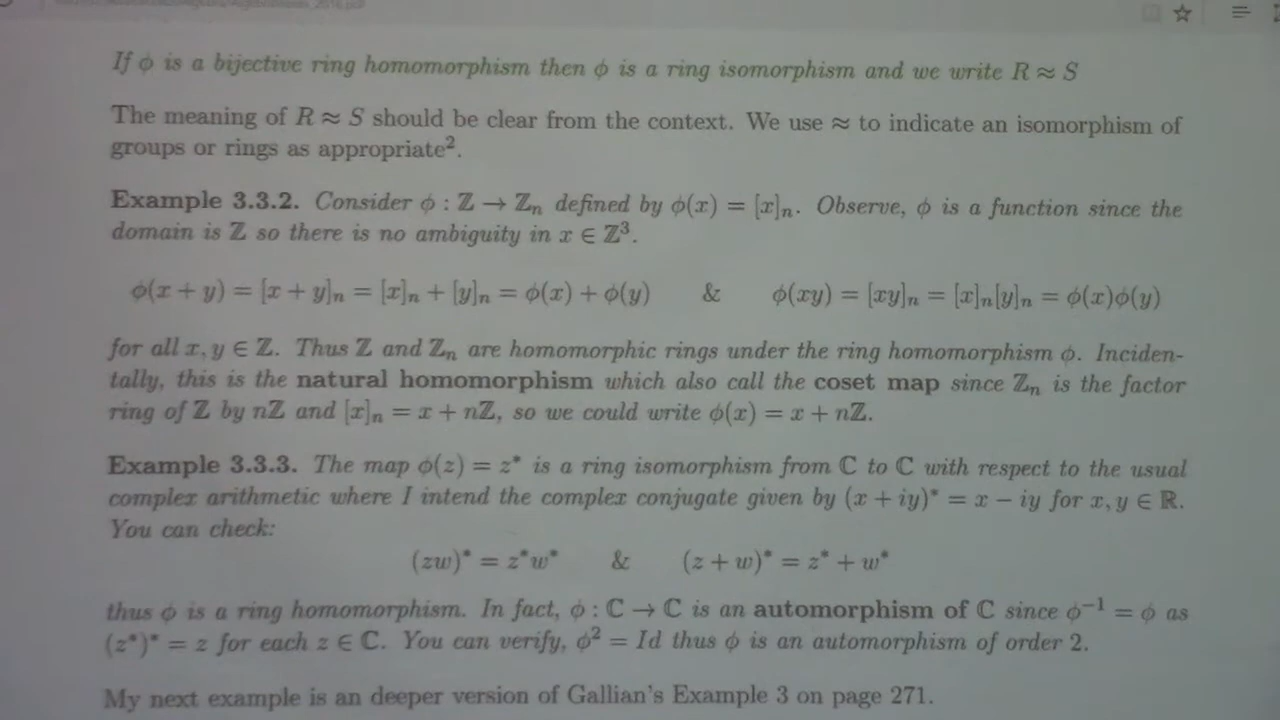 If ϕ is a bijective ring homomorphism then ϕ is a ring isomorphism and we write R ≈ S
The meaning of R ≈ S should be clear from the context. We use ≈ to indicate an isomorphism of
groups or rings as appropriate².
Example 3.3.2. Consider ϕ : ℤ → ℤₙ defined by ϕ(x) = [x]ₙ. Observe, ϕ is a function since the
domain is ℤ so there is no ambiguity in x ∈ ℤ³.
ϕ(x + y) = [x + y]ₙ = [x]ₙ + [y]ₙ = ϕ(x) + ϕ(y) & ϕ(xy) = [xy]ₙ = [x]ₙ[y]ₙ = ϕ(x)ϕ(y)
for all x, y ∈ ℤ. Thus ℤ and ℤₙ are homomorphic rings under the ring homomorphism ϕ. Inciden-
tally, this is the natural homomorphism which also call the coset map since ℤₙ is the factor
ring of ℤ by nℤ and [x]ₙ = x + nℤ, so we could write ϕ(x) = x + nℤ.
Example 3.3.3. The map ϕ(z) = z* is a ring isomorphism from ℂ to ℂ with respect to the usual
complex arithmetic where I intend the complex conjugate given by (x + iy)* = x − iy for x, y ∈ ℝ.
You can check:
(zw)* = z*w* & (z + w)* = z* + w*
thus ϕ is a ring homomorphism. In fact, ϕ : ℂ → ℂ is an automorphism of ℂ since ϕ⁻¹ = ϕ as
(z*)* = z for each z ∈ ℂ. You can verify, ϕ² = Id thus ϕ is an automorphism of order 2.
My next example is an deeper version of Gallian's Example 3 on page 271.